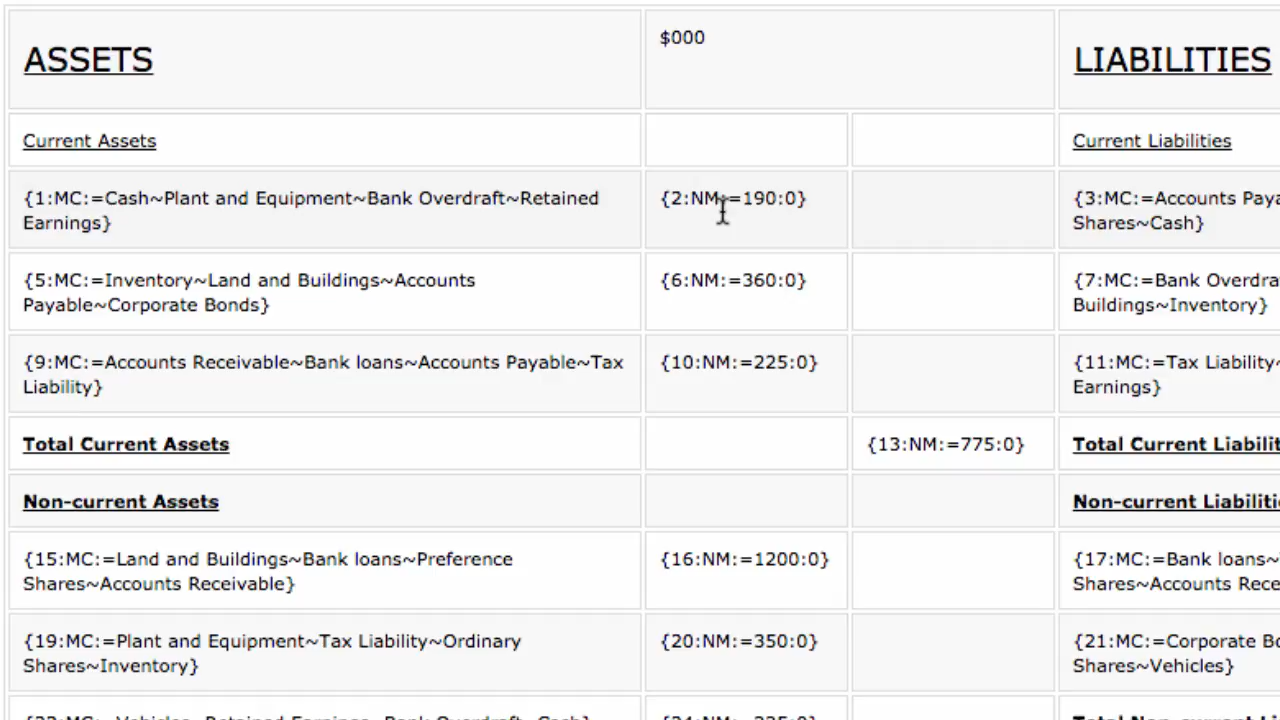 ASSETS
$000
LIABILITIES
Current Assets
Current Liabilities
{1:MC:=Cash~Plant and Equipment~Bank Overdraft~Retained
Earnings}
{2:NM:=190:0}
{3:MC:=Accounts
Shares~Cash}
{5:MC:=Inventory~Land and Buildings~Accounts
Payable~Corporate Bonds}
{6:NM:=360:0}
{7:MC:=Bank
Buildings~Inventory}
{9:MC:=Accounts Receivable~Bank loans~Accounts Payable~Tax
Liability}
{10:NM:=225:0}
{11:MC:=Tax Liability~
Earnings}
Total Current Assets
{13:NM:=775:0}
Total Current
Non-current Assets
Non-current
{15:MC:=Land and Buildings~Bank loans~Preference
Shares~Accounts Receivable}
{16:NM:=1200:0}
{17:MC:=Bank loans~
Shares~Accounts
{19:MC:=Plant and Equipment~Tax Liability~Ordinary
Shares~Inventory}
{20:NM:=350:0}
{21:MC:=Corporate
Shares~Vehicles}